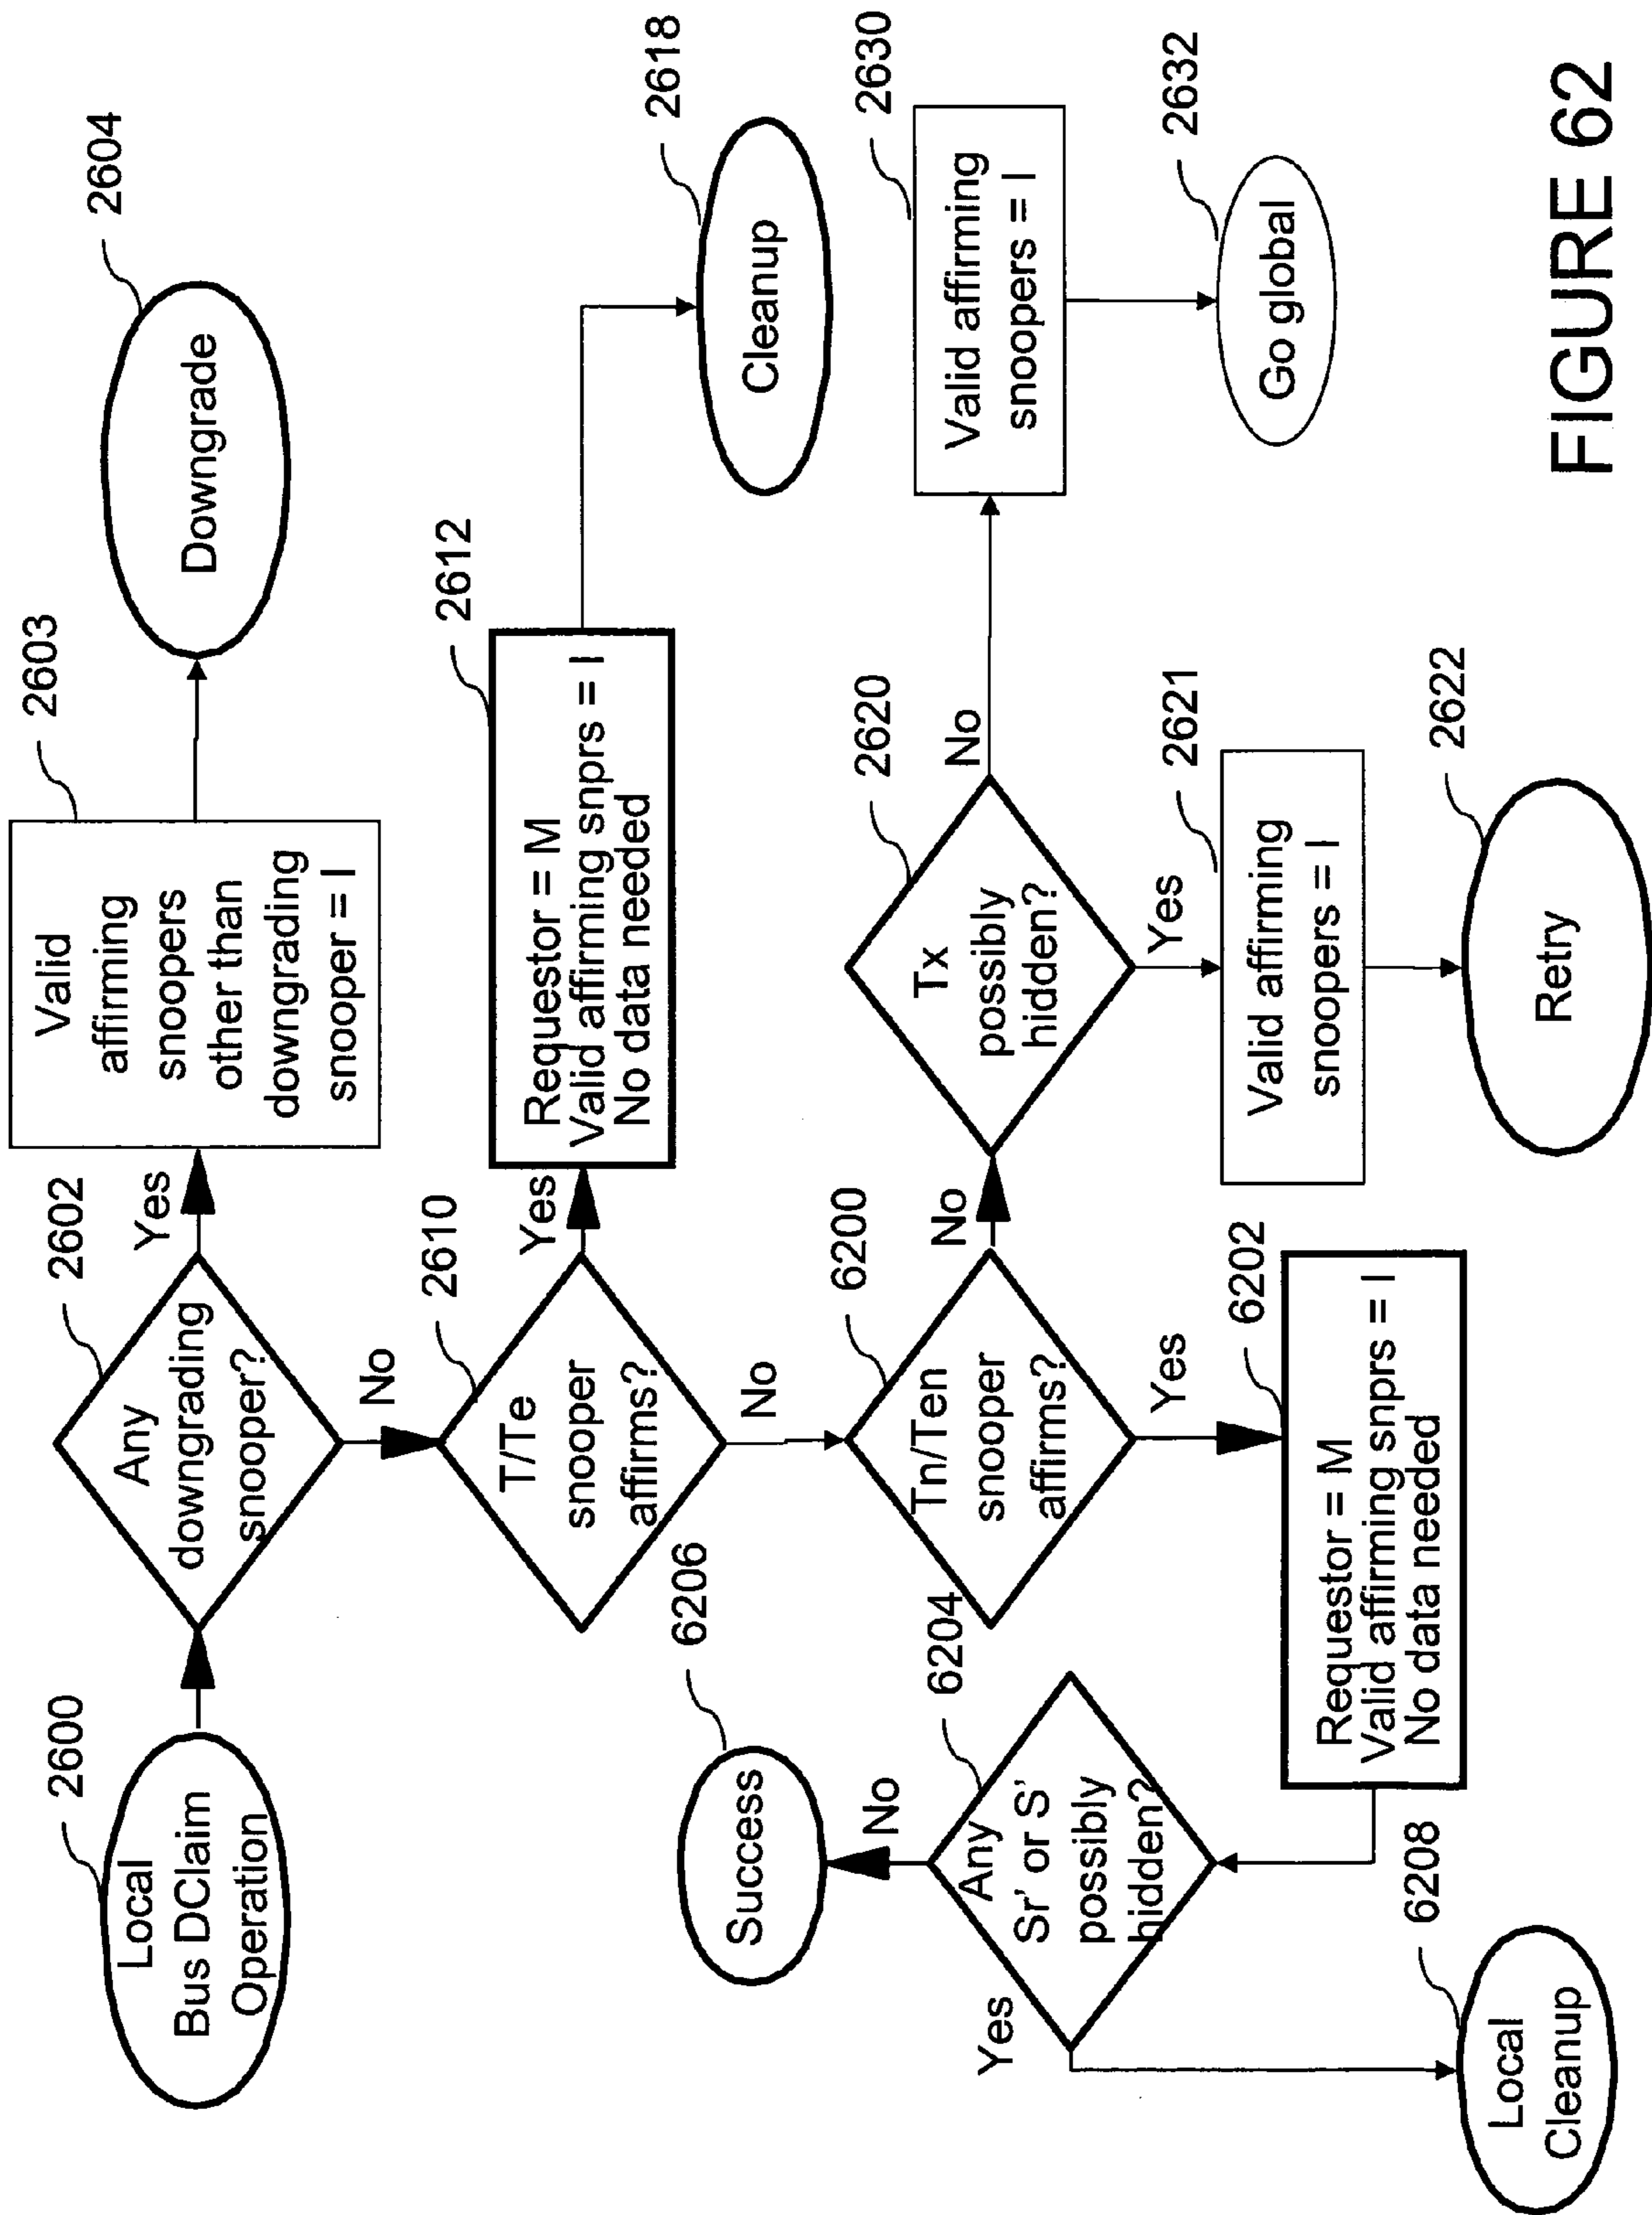 2600
Local
Bus DClaim
Operation
2602
Any
downgrading
snooper?
Yes
No
2603
Valid
affirming
snoopers
other than
downgrading
snooper = I
2604
Downgrade
2610
T/Te
snooper
affirms?
Yes
No
2612
Requestor = M
Valid affirming snprs = I
No data needed
2618
Cleanup
6200
Tn/Ten
snooper
affirms?
No
Yes
2620
Tx
possibly
hidden?
No
Yes
2630
Valid affirming
snoopers = I
2632
Go global
2621
Valid affirming
snoopers = I
2622
Retry
6202
Requestor = M
Valid affirming snprs = I
No data needed
6204
Any
Sr' or S'
possibly
hidden?
No
Yes
6206
Success
6208
Local
Cleanup
FIGURE 62